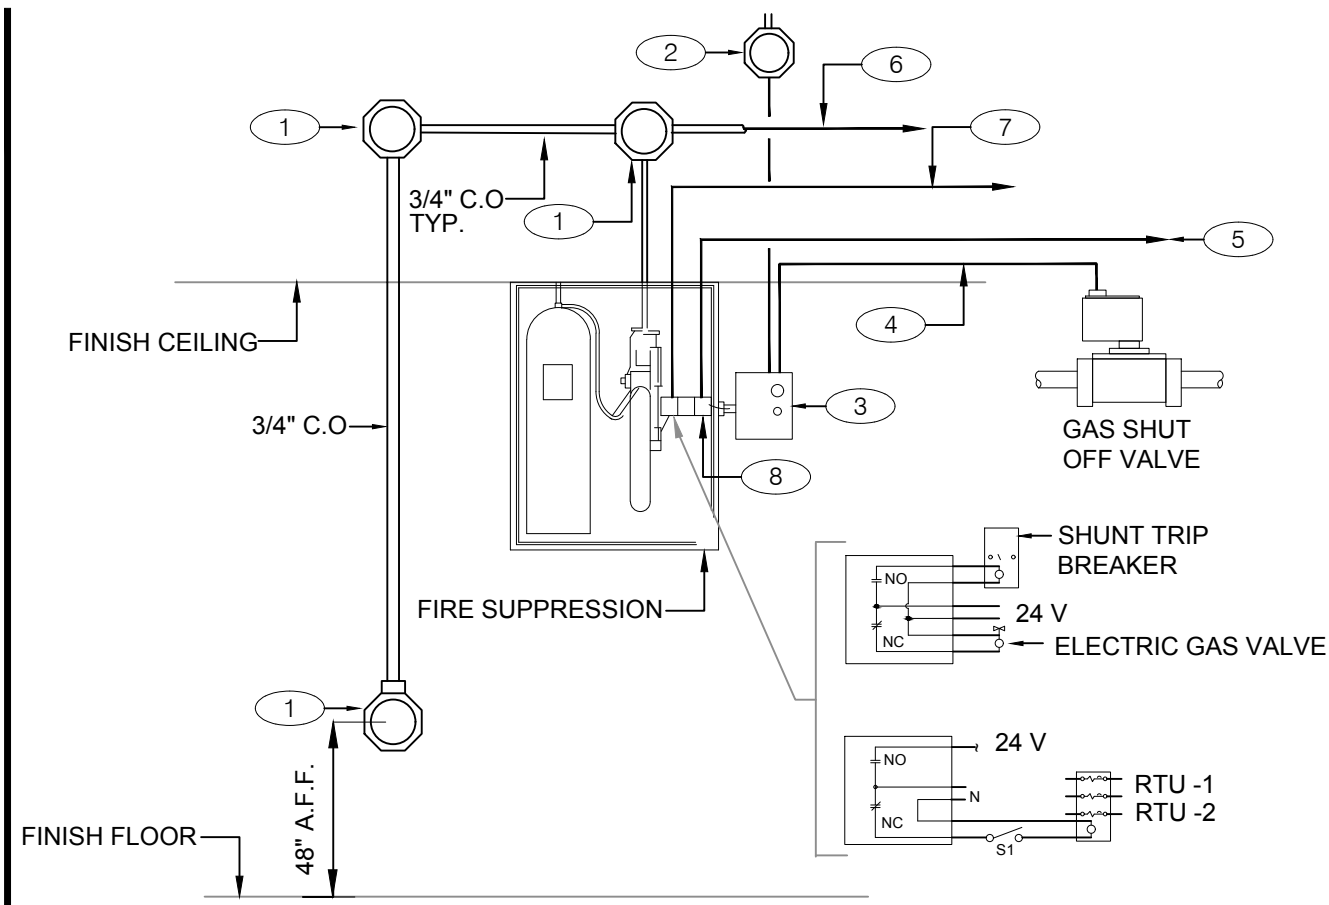 2
6
1
7
3/4" C.O
TYP.
1
5
4
FINISH CEILING
3
3/4" C.O
GAS SHUT
OFF VALVE
8
SHUNT TRIP
BREAKER
NO
FIRE SUPPRESSION
24 V
NC
ELECTRIC GAS VALVE
1
24 V
NO
48" A.F.F.
RTU -1
N
RTU -2
NC
FINISH FLOOR
S1